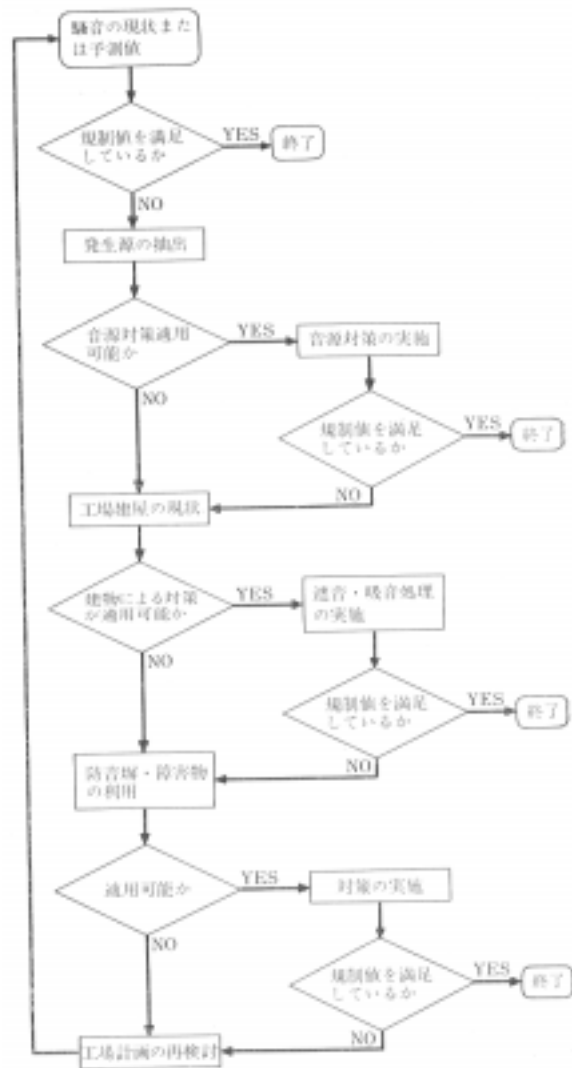 騒音の現状また
は予測値
規制値を満足
しているか
YES
終了
NO
発生源の抽出
音源対策適用
可能か
YES
音源対策の実施
NO
規制値を満足
しているか
YES
終了
NO
工場建屋の現状
建物による対策
が適用可能か
YES
遮音・吸音処理
の実施
NO
規制値を満足
しているか
YES
終了
NO
防音塀・障害物
の利用
適用可能か
YES
対策の実施
NO
規制値を満足
しているか
YES
終了
NO
工場計画の再検討